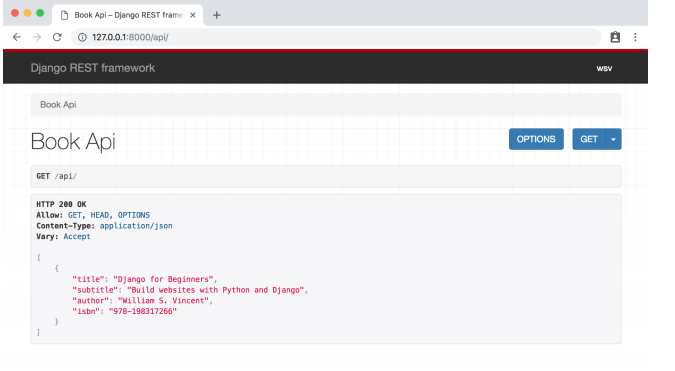 Book Api – Django REST frame
127.0.0.1:8000/api/
Django REST framework
wsv
Book Api
Book Api
OPTIONS
GET
GET /api/
HTTP 200 OK
Allow: GET, HEAD, OPTIONS
Content-Type: application/json
Vary: Accept
[
{
"title": "Django for Beginners",
"subtitle": "Build websites with Python and Django",
"author": "William S. Vincent",
"isbn": "978-198317266"
}
]